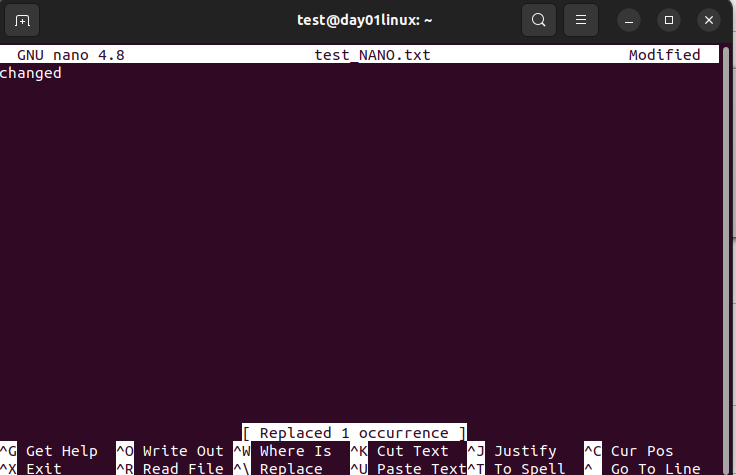 test@day01linux: ~
GNU nano 4.8 test_NANO.txt Modified
changed
[ Replaced 1 occurrence ]
^G Get Help ^O Write Out ^W Where Is ^K Cut Text ^J Justify ^C Cur Pos
^X Exit ^R Read File ^\ Replace ^U Paste Text ^T To Spell ^_ Go To Line